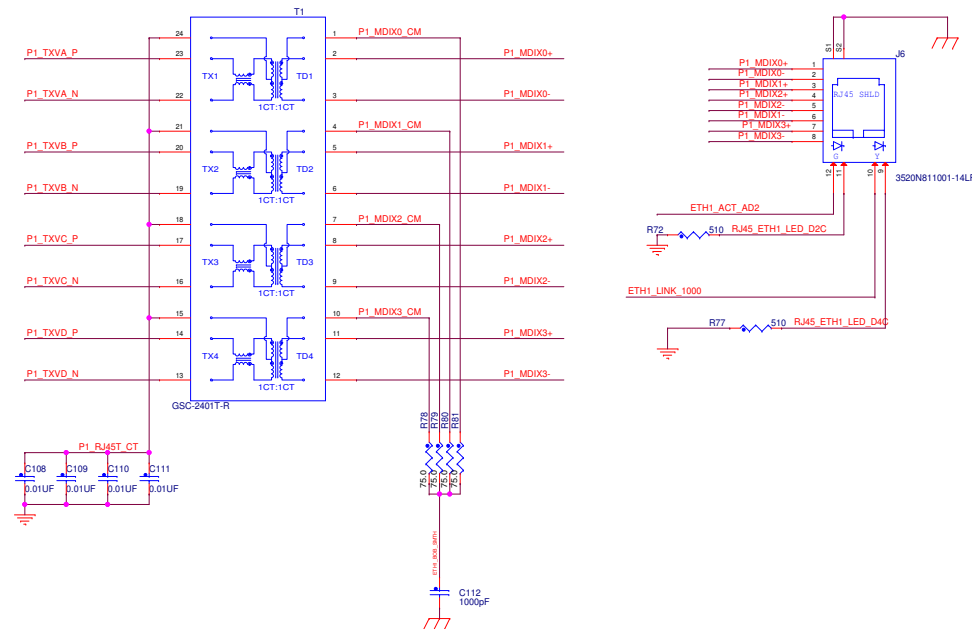 T1
24
1
P1_MDIX0_CM
P1_TXVA_P
23
2
P1_MDIX0+
TX1
TD1
P1_TXVA_N
22
3
P1_MDIX0-
1CT:1CT
21
4
P1_MDIX1_CM
P1_TXVB_P
20
5
P1_MDIX1+
TX2
TD2
P1_TXVB_N
19
6
P1_MDIX1-
1CT:1CT
18
7
P1_MDIX2_CM
P1_TXVC_P
17
8
P1_MDIX2+
TX3
TD3
P1_TXVC_N
16
9
P1_MDIX2-
1CT:1CT
15
10
P1_MDIX3_CM
P1_TXVD_P
14
11
P1_MDIX3+
TX4
TD4
P1_TXVD_N
13
12
P1_MDIX3-
1CT:1CT
GSC-2401T-R
P1_RJ45T_CT
C108
C109
C110
C111
0.01UF
0.01UF
0.01UF
0.01UF
R78
R79
R80
R81
75.0
75.0
75.0
75.0
ETH1_BOB_SMTH
C112
1000pF
S1
S2
J6
P1_MDIX0+
1
P1_MDIX0-
2
P1_MDIX1+
3
P1_MDIX2+
4
P1_MDIX2-
5
P1_MDIX1-
6
P1_MDIX3+
7
P1_MDIX3-
8
RJ45 SHLD
G
Y
12
11
10
9
3520N811001-14LF
ETH1_ACT_AD2
R72
510
RJ45_ETH1_LED_D2C
ETH1_LINK_1000
R77
510
RJ45_ETH1_LED_D4C